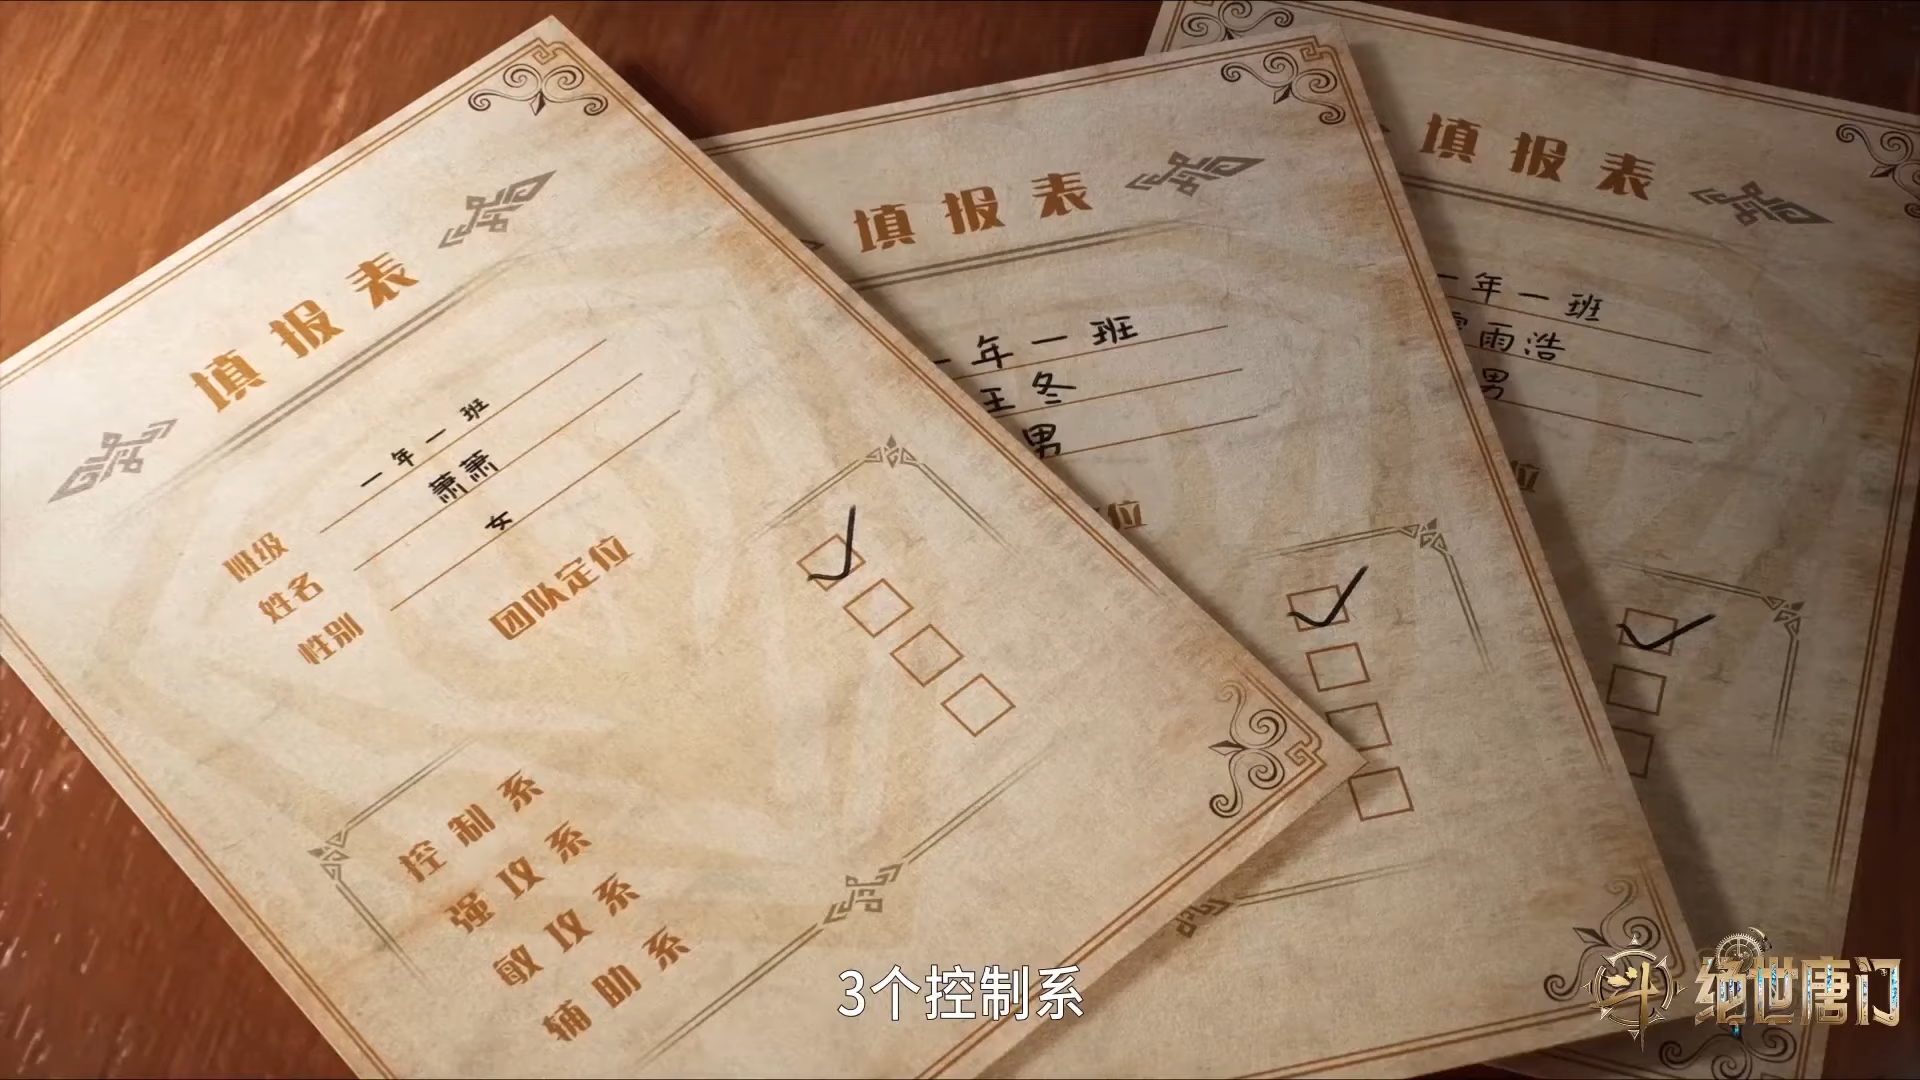 填报表
一年一班
萧萧
女
班级
姓名
性别
团队定位
控制系
强攻系
敏攻系
辅助系
填报表
一年一班
王冬
男
位
填报表
一年一班
雨浩
男
位
3个控制系
斗 绝世唐门